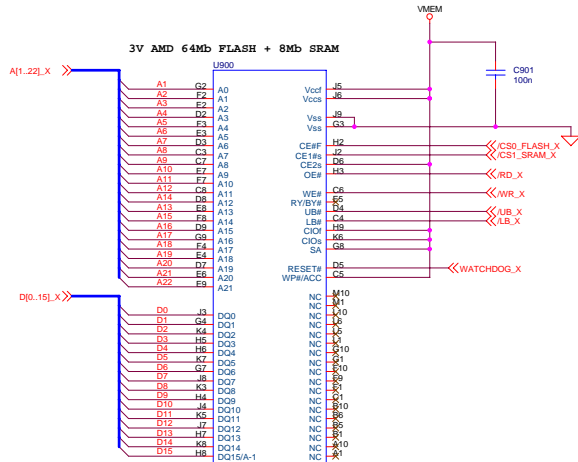 VMEM
3V AMD 64Mb FLASH + 8Mb SRAM
U900
A[1..22]_X
C901
100n
A1 G2 A0 Vccf J5
A2 F2 A1 Vccs J6
A3 E2 A2
A4 D2 A3 Vss J9
A5 F3 A4 Vss G3
A6 E3 A5
A7 D3 A6 CE#F H2 /CS0_FLASH_X
A8 C3 A7 CE1#s J2 /CS1_SRAM_X
A9 C7 A8 CE2s D6
A10 E7 A9 OE# H3 /RD_X
A11 F7 A10
A12 C8 A11 WE# C6 /WR_X
A13 D8 A12 RY/BY# E5
A14 E8 A13 UB# D4 /UB_X
A15 F8 A14 LB# C4 /LB_X
A16 D9 A15 CIOf H9
A17 G9 A16 CIOs K6
A18 F4 A17 SA G8
A19 E4 A18
A20 D7 A19 RESET# D5 WATCHDOG_X
A21 E6 A20 WP#/ACC C5
A22 E9 A21
D[0..15]_X
NC M10
NC M1
D0 J3 DQ0 NC L10
D1 G4 DQ1 NC L6
D2 K4 DQ2 NC L5
D3 H5 DQ3 NC L1
D4 H6 DQ4 NC G10
D5 K7 DQ5 NC G1
D6 G7 DQ6 NC F10
D7 J8 DQ7 NC
D8 K3 DQ8 NC F1
D9 H4 DQ9 NC C1
D10 J4 DQ10 NC B10
D11 K5 DQ11 NC B6
D12 J7 DQ12 NC B5
D13 H7 DQ13 NC B1
D14 K8 DQ14 NC A10
D15 H8 DQ15/A-1 NC A1